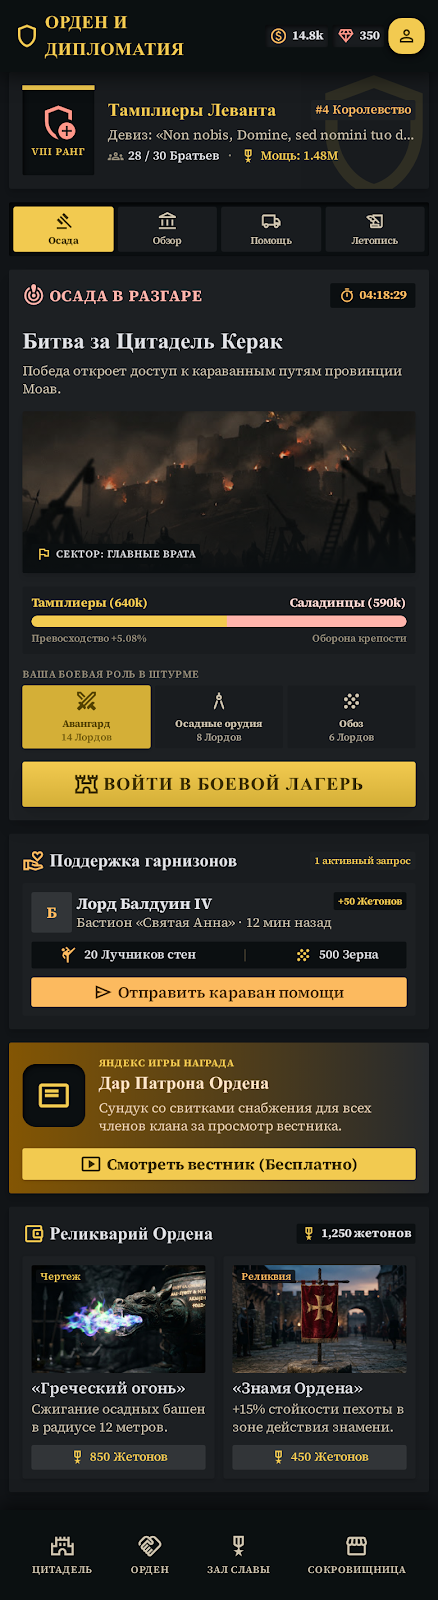 ОРДЕН И
ДИПЛОМАТИЯ
14.8k
350
VIII РАНГ
Тамплиеры Леванта
#4 Королевство
Девиз: «Non nobis, Domine, sed nomini tuo d...
28 / 30 Братьев · Мощь: 1.48M
Осада
Обзор
Помощь
Летопись
ОСАДА В РАЗГАРЕ
04:18:29
Битва за Цитадель Керак
Победа откроет доступ к караванным путям провинции
Моав.
СЕКТОР: ГЛАВНЫЕ ВРАТА
Тамплиеры (640k)
Саладинцы (590k)
Превосходство +5.08%
Оборона крепости
ВАША БОЕВАЯ РОЛЬ В ШТУРМЕ
Авангард
14 Лордов
Осадные орудия
8 Лордов
Обоз
6 Лордов
ВОЙТИ В БОЕВОЙ ЛАГЕРЬ
Поддержка гарнизонов
1 активный запрос
Б
Лорд Балдуин IV
+50 Жетонов
Бастион «Святая Анна» · 12 мин назад
20 Лучников стен
500 Зерна
Отправить караван помощи
ЯНДЕКС ИГРЫ НАГРАДА
Дар Патрона Ордена
Сундук со свитками снабжения для всех
членов клана за просмотр вестника.
Смотреть вестник (Бесплатно)
Реликварий Ордена
1,250 жетонов
Чертеж
«Греческий огонь»
Сжигание осадных башен
в радиусе 12 метров.
850 Жетонов
Реликвия
«Знамя Ордена»
+15% стойкости пехоты в
зоне действия знамени.
450 Жетонов
ЦИТАДЕЛЬ
ОРДЕН
ЗАЛ СЛАВЫ
СОКРОВИЩНИЦА